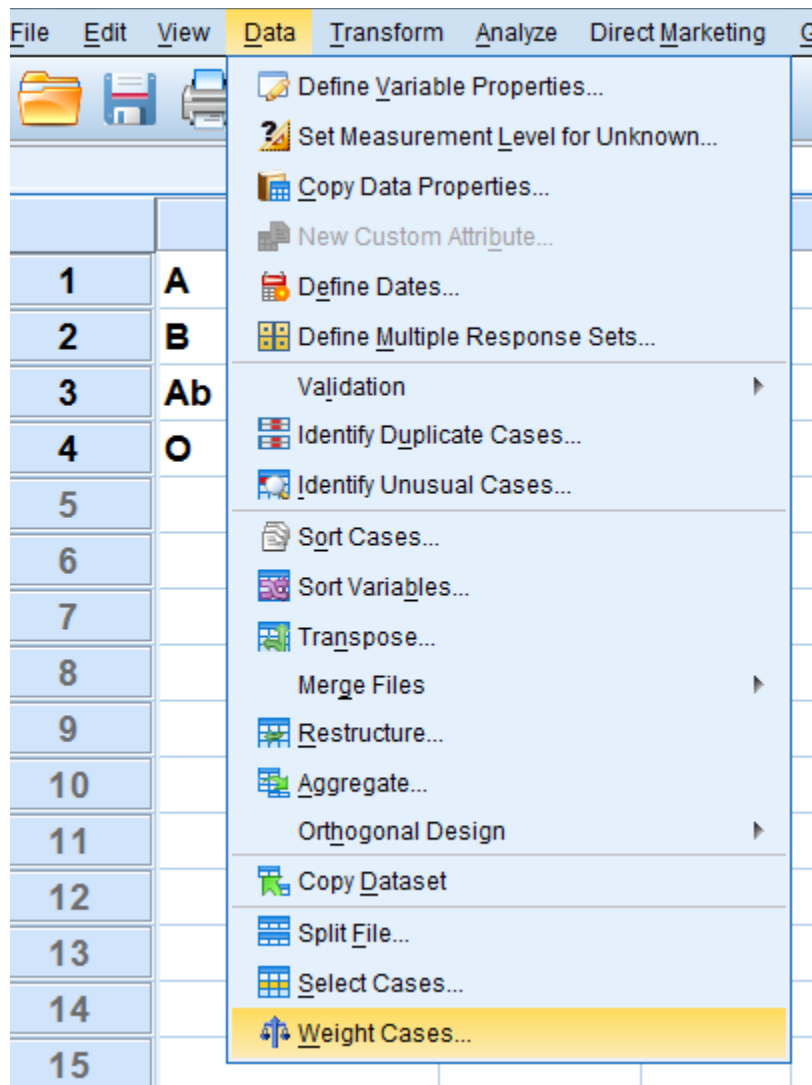 File Edit View Data Transform Analyze Direct Marketing G
Define Variable Properties...
Set Measurement Level for Unknown...
Copy Data Properties...
New Custom Attribute...
1 A
Define Dates...
2 B
Define Multiple Response Sets...
3 Ab
Validation
4 O
Identify Duplicate Cases...
5
Identify Unusual Cases...
6
Sort Cases...
7
Sort Variables...
Transpose...
8
Merge Files
9
Restructure...
10
Aggregate...
11
Orthogonal Design
12
Copy Dataset
13
Split File...
14
Select Cases...
15
Weight Cases...